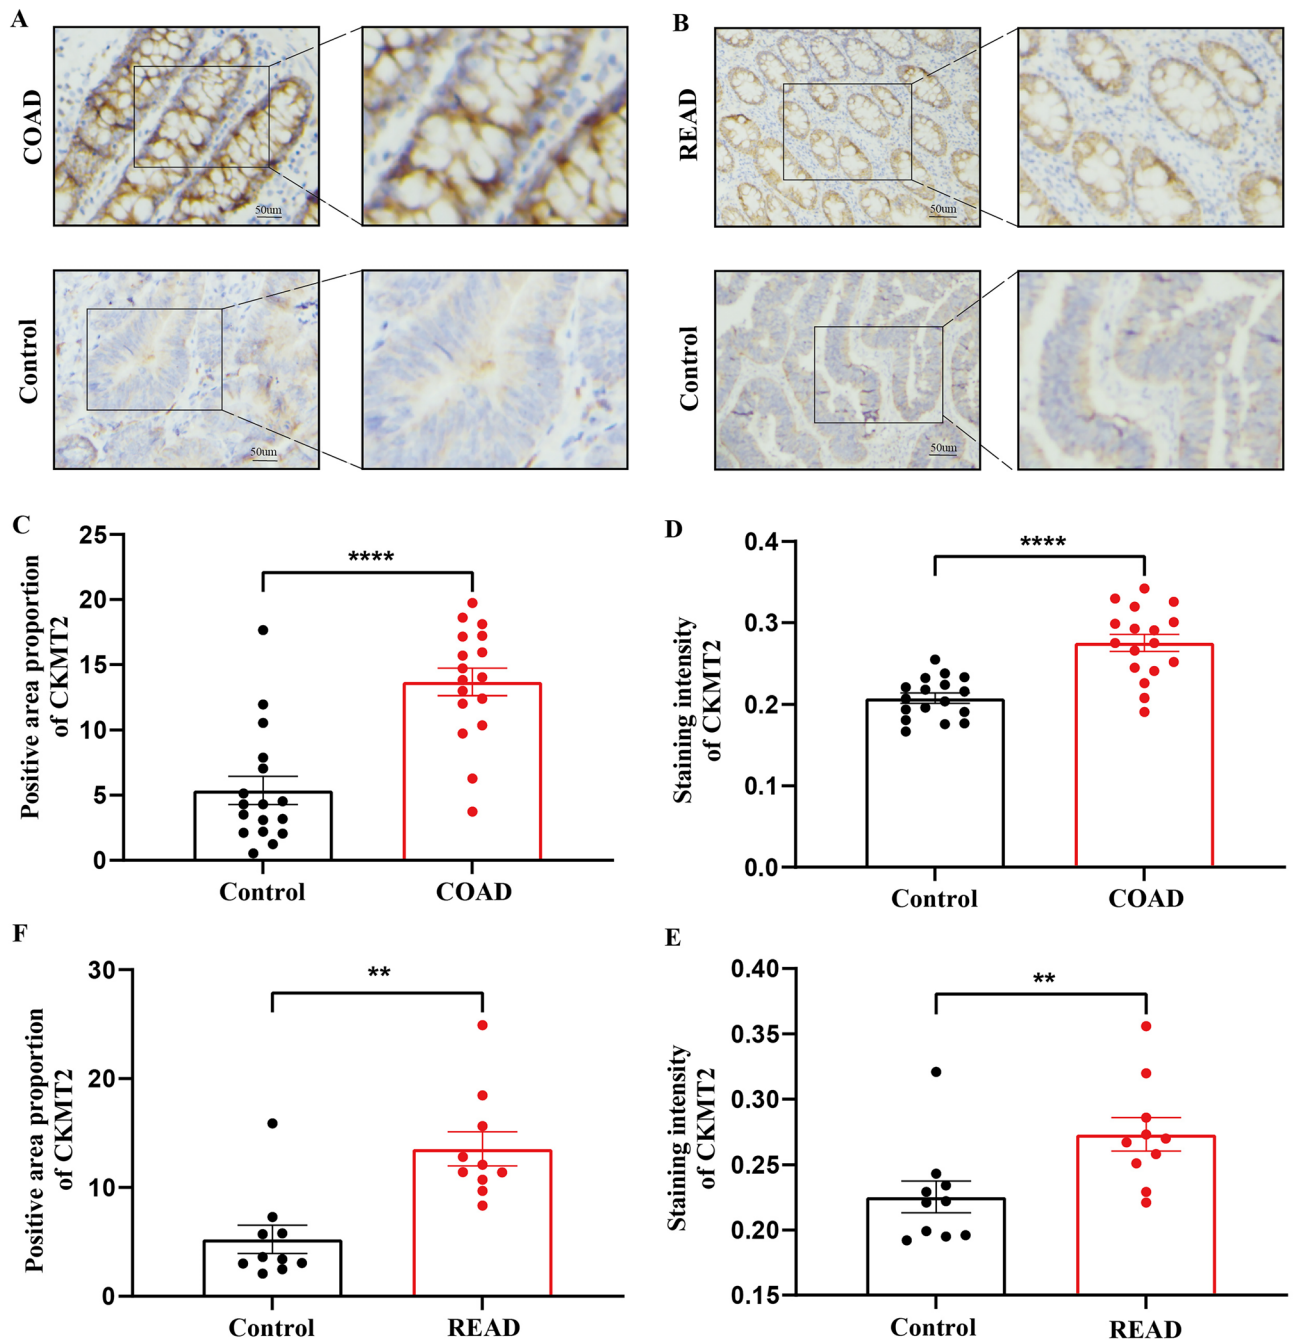 A
B
COAD
50um
READ
50um
Control
50um
Control
50um
C
Positive area proportion
of CKMT2
25
20
15
10
5
0
****
Control
COAD
D
Staining intensity
of CKMT2
0.4
0.3
0.2
0.1
0.0
****
Control
COAD
F
Positive area proportion
of CKMT2
30
20
10
0
**
Control
READ
E
Staining intensity
of CKMT2
0.40
0.35
0.30
0.25
0.20
0.15
**
Control
READ